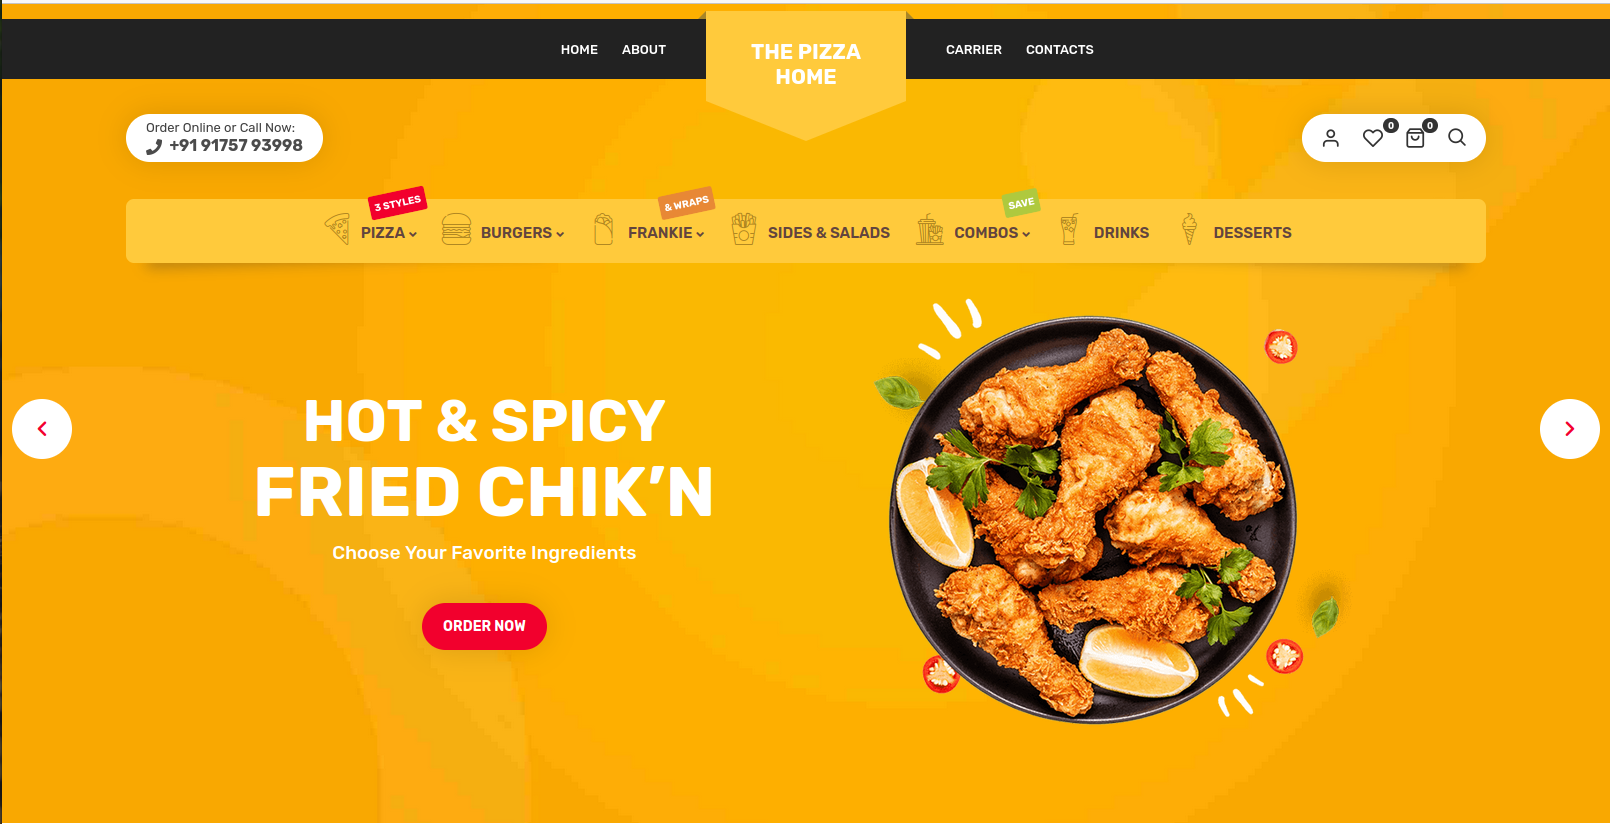 HOME ABOUT
THE PIZZA
HOME
CARRIER CONTACTS
Order Online or Call Now:
+91 91757 93998
0 0
3 STYLES & WRAPS SAVE
PIZZA BURGERS FRANKIE SIDES & SALADS COMBOS DRINKS DESSERTS
HOT & SPICY
FRIED CHIK’N
Choose Your Favorite Ingredients
ORDER NOW